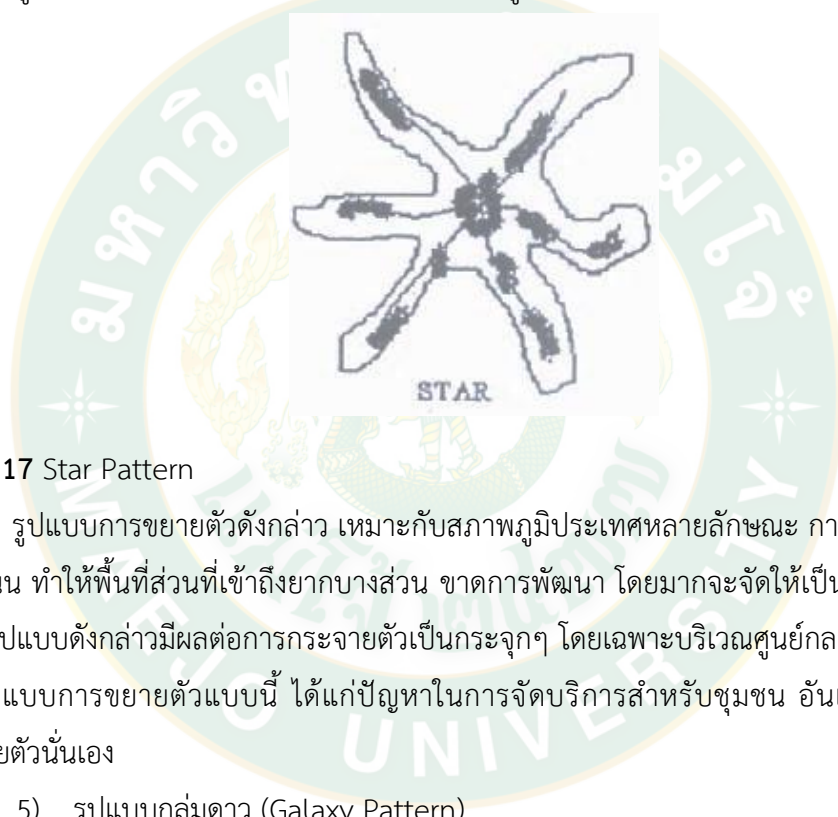 STAR
17 Star Pattern
รูปแบบการขยายตัวดังกล่าว เหมาะกับสภาพภูมิประเทศหลายลักษณะ
ทำให้พื้นที่ส่วนที่เข้าถึงยากบางส่วน ขาดการพัฒนา โดยมากจะจัดให้เป็น
ปแบบดังกล่าวมีผลต่อการกระจายตัวเป็นกระจุกๆ โดยเฉพาะบริเวณศูนย์กล
แบบการขยายตัวแบบนี้ ได้แก่ปัญหาในการจัดบริการสำหรับชุมชน
ยตัวนั่นเอง
5) รูปแบบกลุ่มดาว (Galaxy Pattern)
มหาวิท
ม่โจ้
MAEJO UNIVERSITY